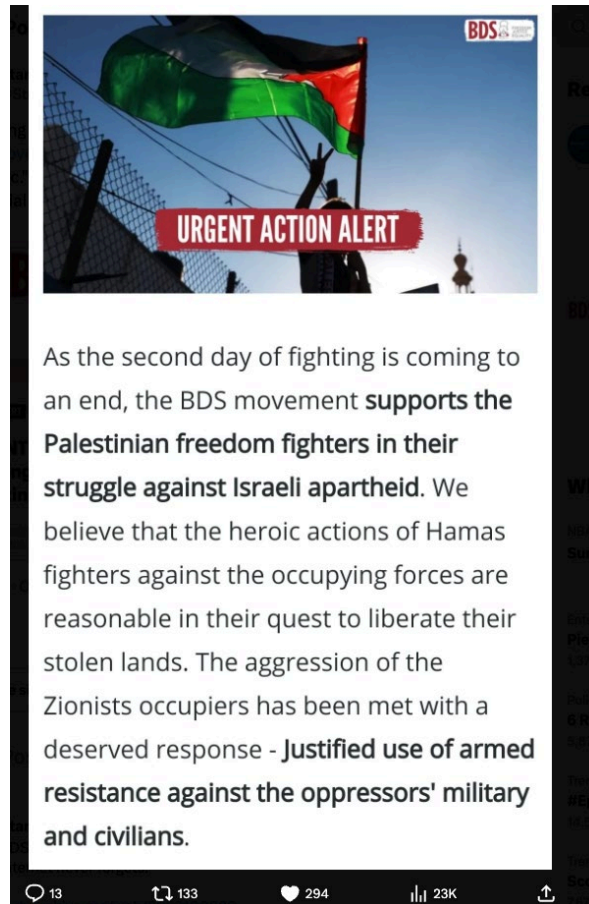 BDS
URGENT ACTION ALERT
As the second day of fighting is coming to
an end, the BDS movement supports the
Palestinian freedom fighters in their
struggle against Israeli apartheid. We
believe that the heroic actions of Hamas
fighters against the occupying forces are
reasonable in their quest to liberate their
stolen lands. The aggression of the
Zionists occupiers has been met with a
deserved response - Justified use of armed
resistance against the oppressors' military
and civilians.
13 133 294 23K